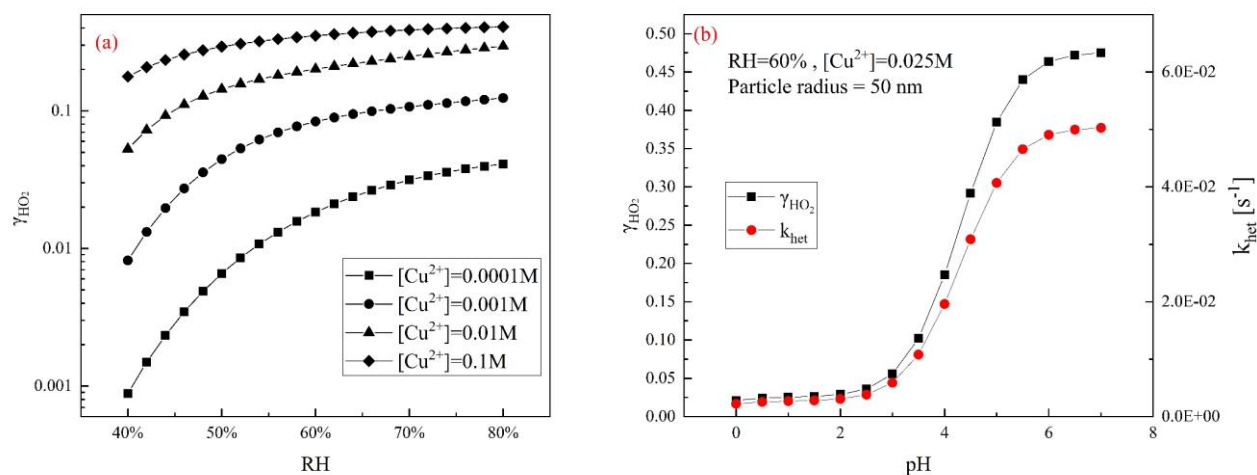 (a)
γHO₂
0.1
0.01
0.001
[Cu²⁺]=0.0001M
[Cu²⁺]=0.001M
[Cu²⁺]=0.01M
[Cu²⁺]=0.1M
40% 50% 60% 70% 80%
RH
(b)
RH=60% , [Cu²⁺]=0.025M
Particle radius = 50 nm
γHO₂
khet
γHO₂
0.50
0.45
0.40
0.35
0.30
0.25
0.20
0.15
0.10
0.05
0.00
6.0E-02
4.0E-02
2.0E-02
0.0E+00
khet [s⁻¹]
0 2 4 6 8
pH